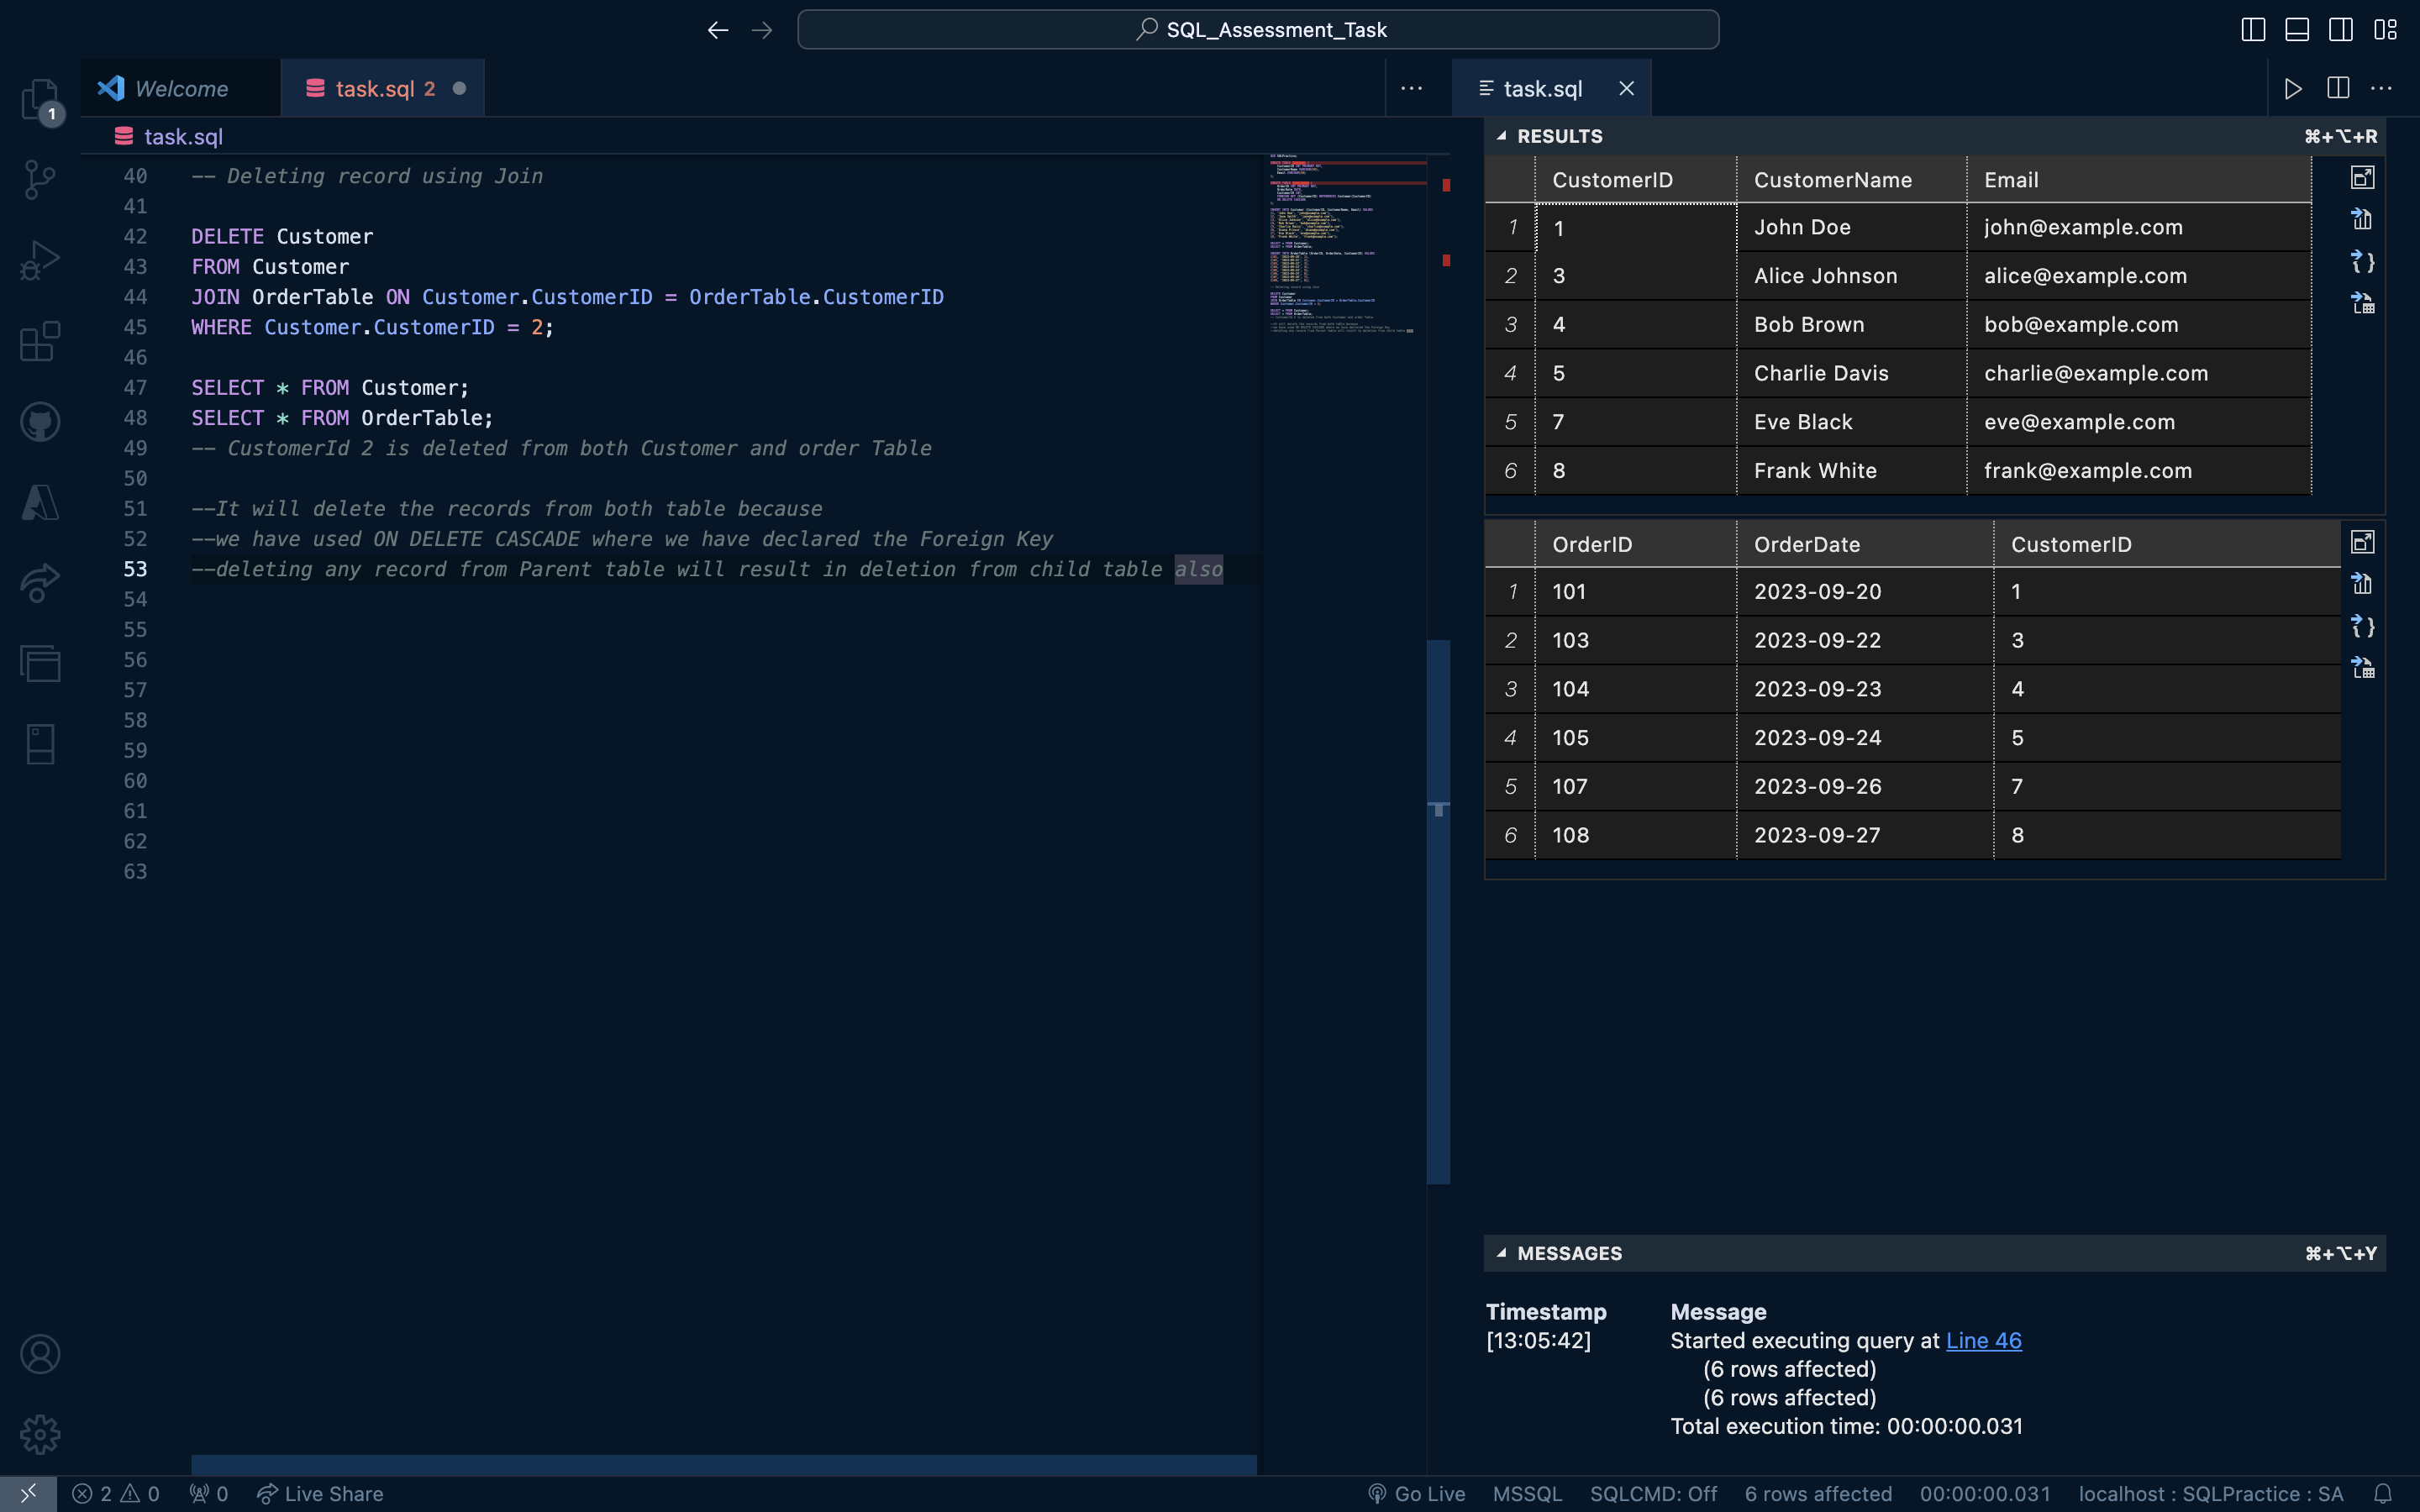 SQL_Assessment_Task
1
Welcome
task.sql 2
task.sql
task.sql
40 -- Deleting record using Join
41
42 DELETE Customer
43 FROM Customer
44 JOIN OrderTable ON Customer.CustomerID = OrderTable.CustomerID
45 WHERE Customer.CustomerID = 2;
46
47 SELECT * FROM Customer;
48 SELECT * FROM OrderTable;
49 -- CustomerId 2 is deleted from both Customer and order Table
50
51 --It will delete the records from both table because
52 --we have used ON DELETE CASCADE where we have declared the Foreign Key
53 --deleting any record from Parent table will result in deletion from child table also
54
55
56
57
58
59
60
61
62
63
RESULTS ⌘+⌥+R
CustomerID CustomerName Email
1 1 John Doe john@example.com
2 3 Alice Johnson alice@example.com
3 4 Bob Brown bob@example.com
4 5 Charlie Davis charlie@example.com
5 7 Eve Black eve@example.com
6 8 Frank White frank@example.com
OrderID OrderDate CustomerID
1 101 2023-09-20 1
2 103 2023-09-22 3
3 104 2023-09-23 4
4 105 2023-09-24 5
5 107 2023-09-26 7
6 108 2023-09-27 8
MESSAGES ⌘+⌥+Y
Timestamp Message
[13:05:42] Started executing query at Line 46
(6 rows affected)
(6 rows affected)
Total execution time: 00:00:00.031
2 0 0 Live Share Go Live MSSQL SQLCMD: Off 6 rows affected 00:00:00.031 localhost : SQLPractice : SA